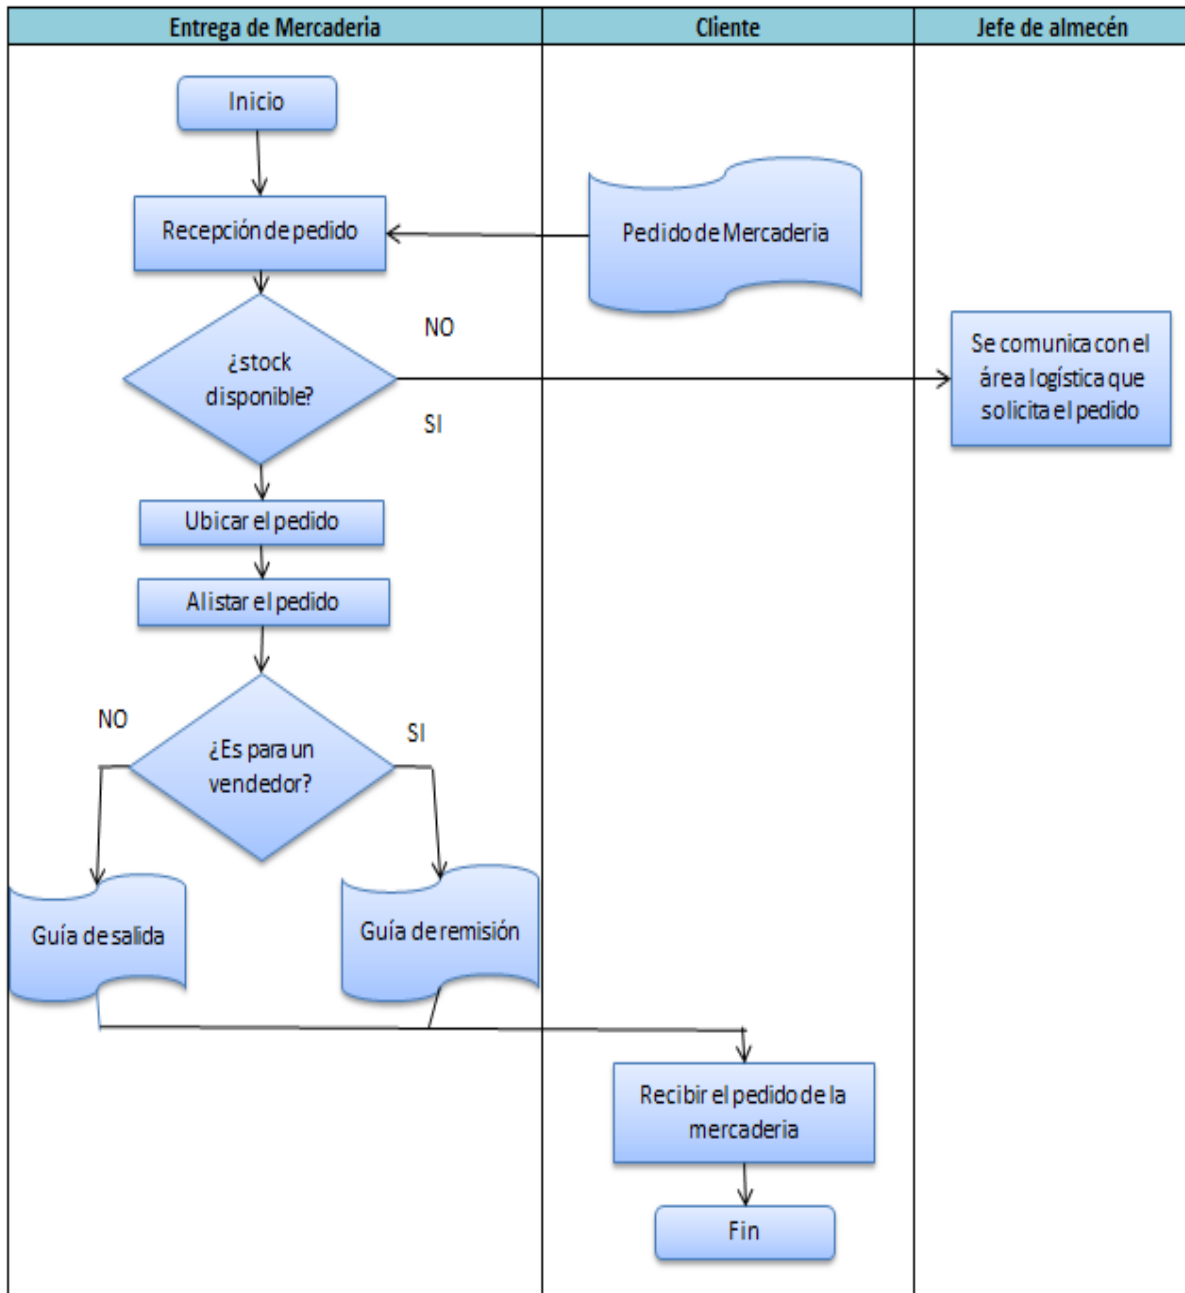 Entrega de Mercaderia
Cliente
Jefe de almecén
Inicio
Recepción de pedido
Pedido de Mercaderia
NO
¿stock
disponible?
SI
Se comunica con el
área logística que
solicita el pedido
Ubicar el pedido
Alistar el pedido
NO
¿Es para un
vendedor?
SI
Guía de salida
Guía de remisión
Recibir el pedido de la
mercaderia
Fin